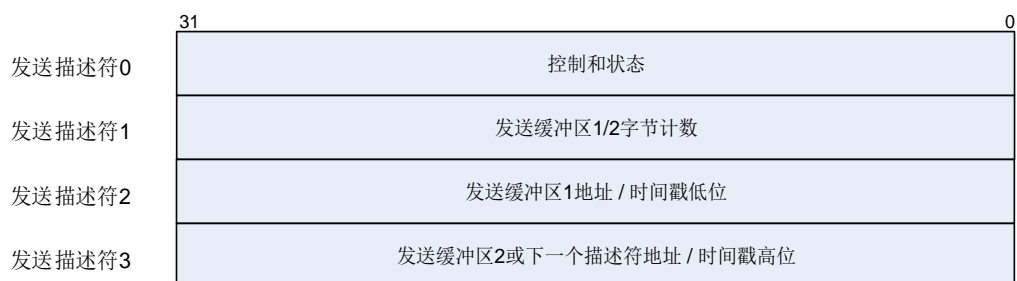 31 0
发送描述符0 控制和状态
发送描述符1 发送缓冲区1/2字节计数
发送描述符2 发送缓冲区1地址 / 时间戳低位
发送描述符3 发送缓冲区2或下一个描述符地址 / 时间戳高位